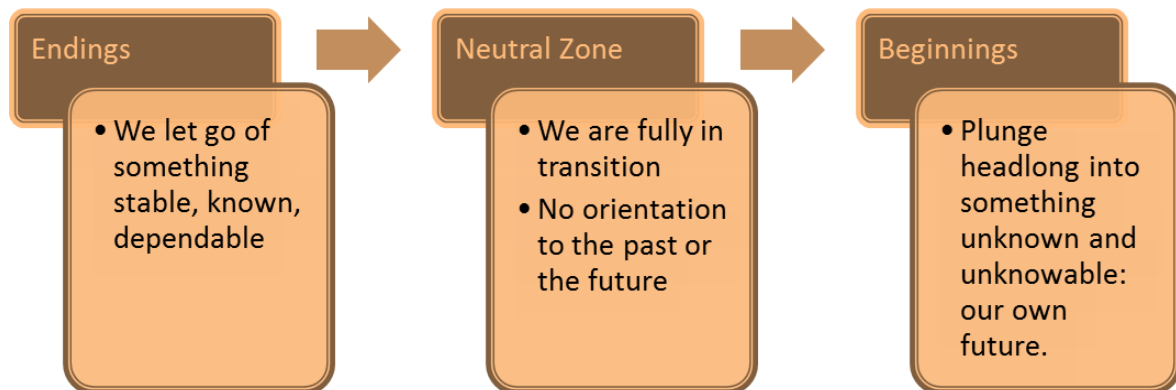 Endings
• We let go of
something
stable, known,
dependable
Neutral Zone
• We are fully in
transition
• No orientation
to the past or
the future
Beginnings
• Plunge
headlong into
something
unknown and
unknowable:
our own
future.